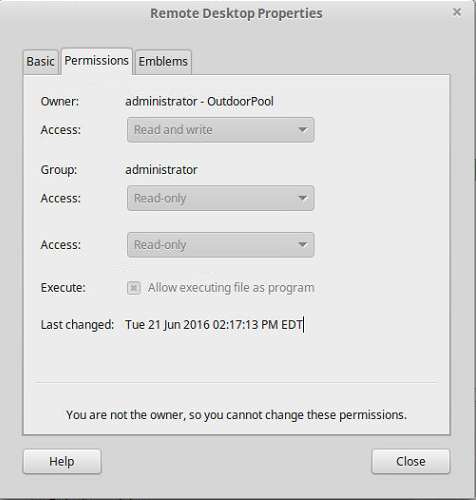 Remote Desktop Properties
Basic Permissions Emblems
Owner: administrator - OutdoorPool
Access: Read and write
Group: administrator
Access: Read-only
Access: Read-only
Execute: Allow executing file as program
Last changed: Tue 21 Jun 2016 02:17:13 PM EDT
You are not the owner, so you cannot change these permissions.
Help Close